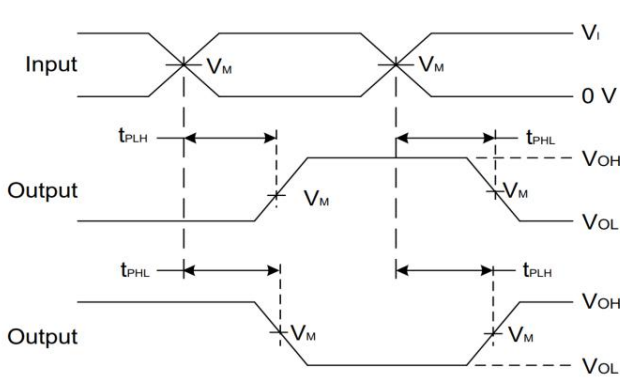 VI
Input VM VM
0 V
tPLH tPHL
VOH
Output VM VM
VOL
tPHL tPLH
VOH
Output VM VM
VOL